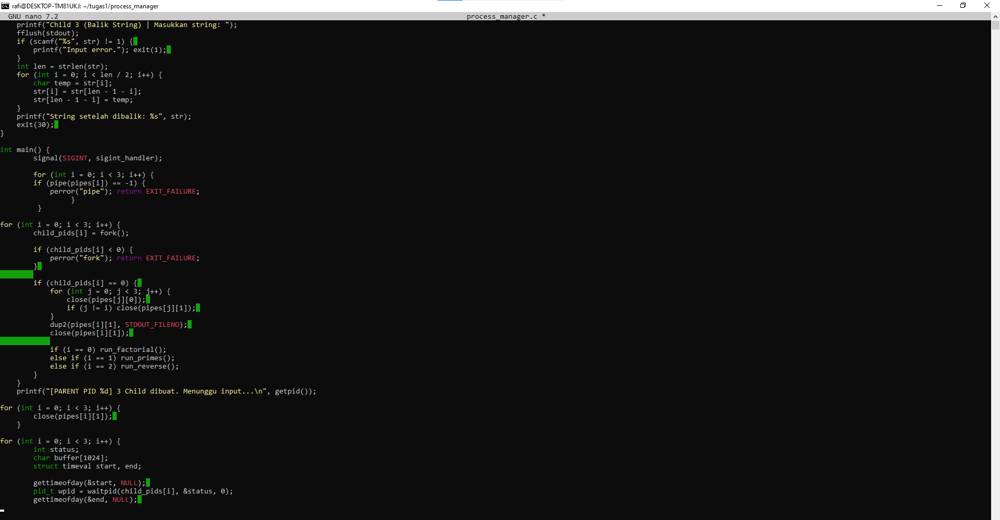 rafi@DESKTOP-TM81UKJ: ~/tugas1/process_manager
GNU nano 7.2 process_manager.c *
    printf("Child 3 (Balik String) | Masukkan string: ");
    fflush(stdout);
    if (scanf("%s", str) != 1) {
        printf("Input error."); exit(1);
    }
    int len = strlen(str);
    for (int i = 0; i < len / 2; i++) {
        char temp = str[i];
        str[i] = str[len - 1 - i];
        str[len - 1 - i] = temp;
    }
    printf("String setelah dibalik: %s", str);
    exit(30);
}
int main() {
        signal(SIGINT, sigint_handler);
        for (int i = 0; i < 3; i++) {
        if (pipe(pipes[i]) == -1) {
            perror("pipe"); return EXIT_FAILURE;
                 }
         }
for (int i = 0; i < 3; i++) {
        child_pids[i] = fork();
        if (child_pids[i] < 0) {
            perror("fork"); return EXIT_FAILURE;
        }
        if (child_pids[i] == 0) {
            for (int j = 0; j < 3; j++) {
                close(pipes[j][0]);
                if (j != i) close(pipes[j][1]);
            }
            dup2(pipes[i][1], STDOUT_FILENO);
            close(pipes[i][1]);
            if (i == 0) run_factorial();
            else if (i == 1) run_primes();
            else if (i == 2) run_reverse();
        }
    }
    printf("[PARENT PID %d] 3 Child dibuat. Menunggu input...\n", getpid());
for (int i = 0; i < 3; i++) {
        close(pipes[i][1]);
    }
for (int i = 0; i < 3; i++) {
        int status;
        char buffer[1024];
        struct timeval start, end;
        gettimeofday(&start, NULL);
        pid_t wpid = waitpid(child_pids[i], &status, 0);
        gettimeofday(&end, NULL);